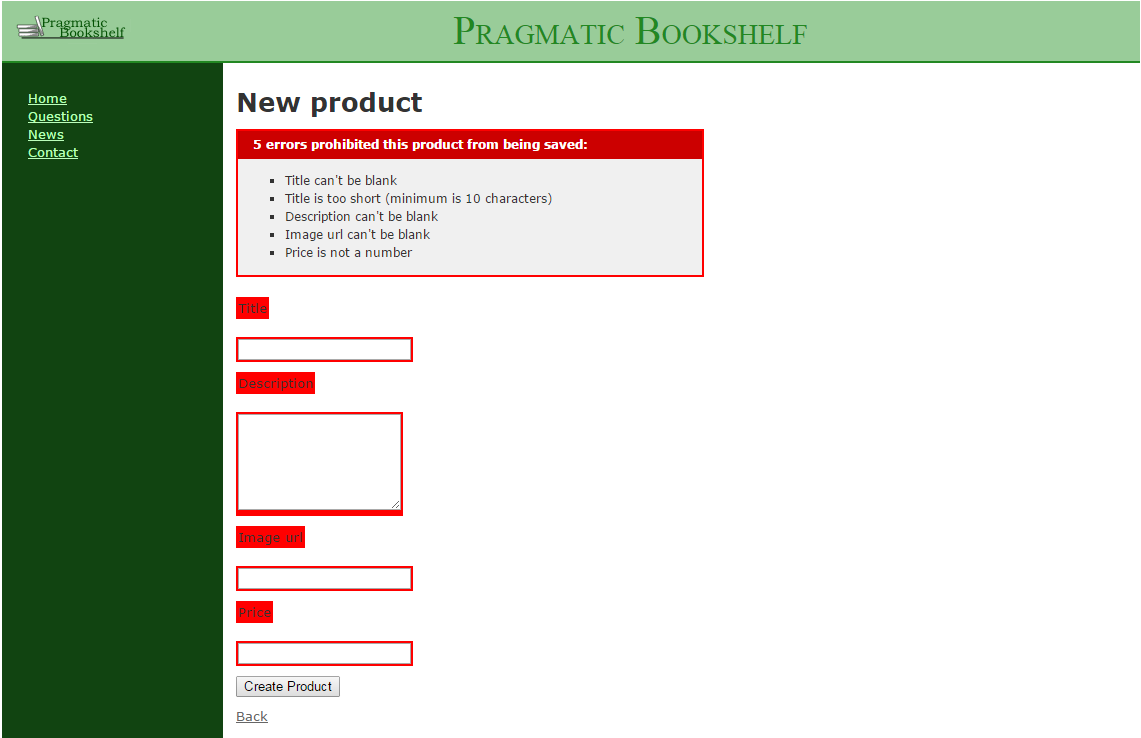 Pragmatic
Bookshelf
PRAGMATIC BOOKSHELF
Home
Questions
News
Contact
New product
5 errors prohibited this product from being saved:
Title can't be blank
Title is too short (minimum is 10 characters)
Description can't be blank
Image url can't be blank
Price is not a number
Title
Description
Image url
Price
Create Product
Back